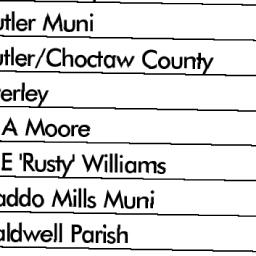 utler Muni
utler/Choctaw County
erley
A Moore
E 'Rusty' Williams
addo Mills Muni
aldwell Parish